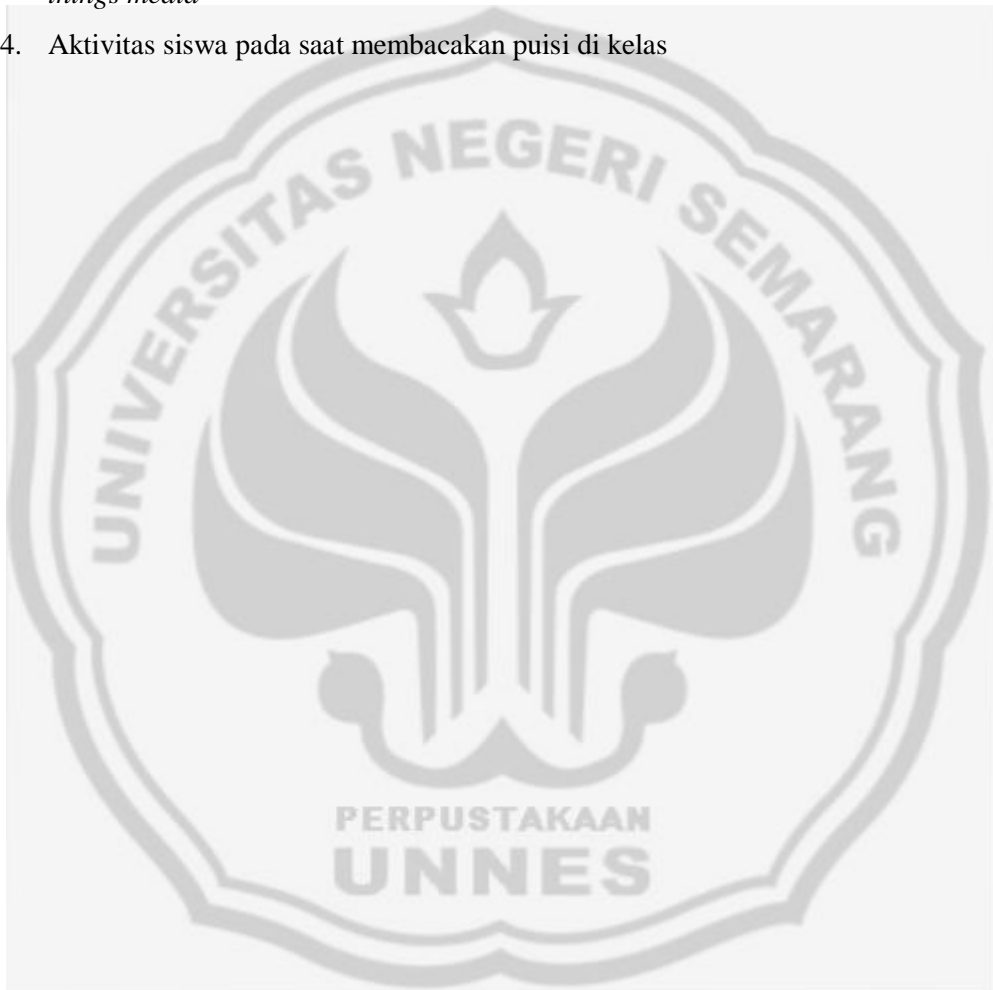 things media
4. Aktivitas siswa pada saat membacakan puisi di kelas
UNIVERSITAS NEGERI SEMARANG
PERPUSTAKAAN
UNNES